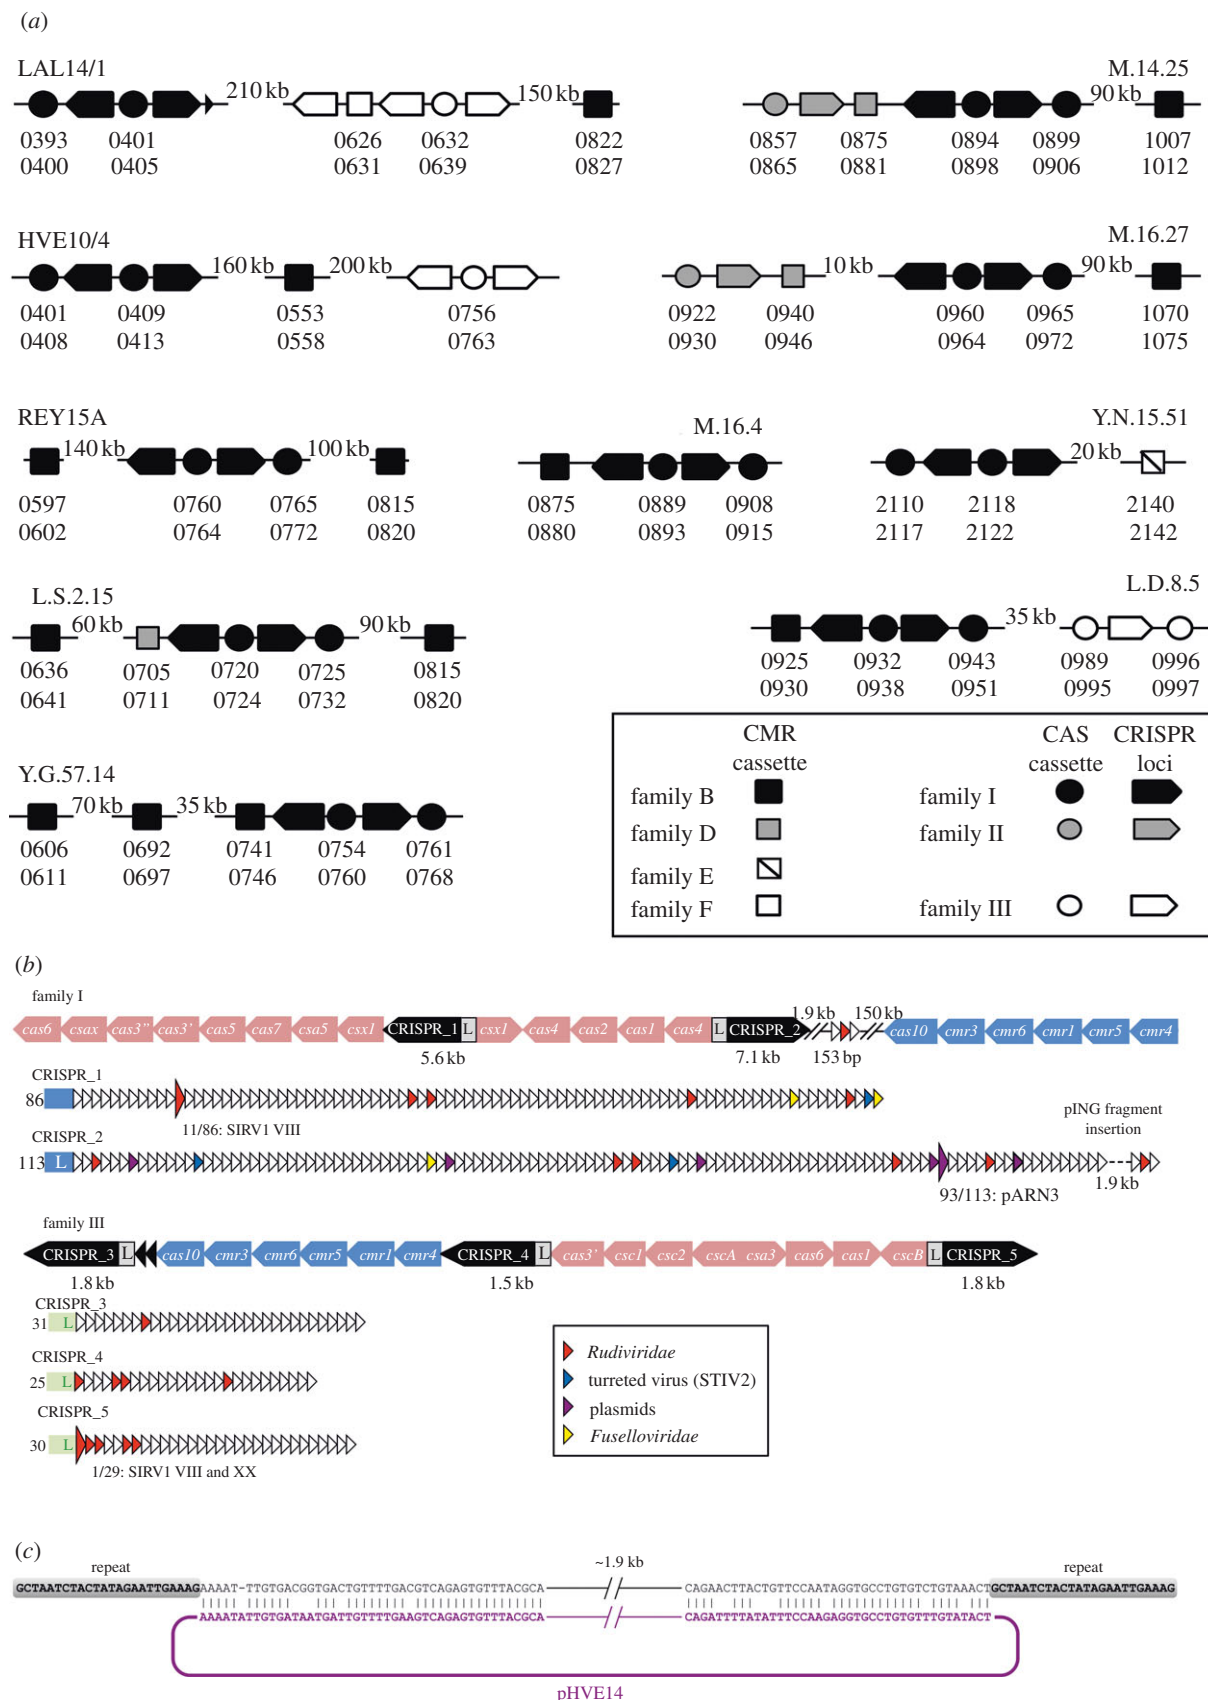 (a)
LAL14/1 M.14.25
210 kb 150 kb 90 kb
0393 0401 0626 0632 0822 0857 0875 0894 0899 1007
0400 0405 0631 0639 0827 0865 0881 0898 0906 1012
HVE10/4 M.16.27
160 kb 200 kb 10 kb 90 kb
0401 0409 0553 0756 0922 0940 0960 0965 1070
0408 0413 0558 0763 0930 0946 0964 0972 1075
REY15A M.16.4 Y.N.15.51
140 kb 100 kb 20 kb
0597 0760 0765 0815 0875 0889 0908 2110 2118 2140
0602 0764 0772 0820 0880 0893 0915 2117 2122 2142
L.S.2.15 L.D.8.5
60 kb 90 kb 35 kb
0636 0705 0720 0725 0815 0925 0932 0943 0989 0996
0641 0711 0724 0732 0820 0930 0938 0951 0995 0997
Y.G.57.14
70 kb 35 kb
0606 0692 0741 0754 0761
0611 0697 0746 0760 0768
CMR CAS CRISPR
cassette cassette loci
family B family I
family D family II
family E
family F family III
(b)
family I
cas6 csax cas3" cas3' cas5 cas7 csa5 csx1 CRISPR_1 L csx1 cas4 cas2 cas1 cas4 L CRISPR_2 1.9 kb 150 kb cas10 cmr3 cmr6 cmr1 cmr5 cmr4
5.6 kb 7.1 kb 153 bp
CRISPR_1
86
11/86: SIRV1 VIII
pING fragment
insertion
CRISPR_2
113 L
93/113: pARN3 1.9 kb
family III
CRISPR_3 L cas10 cmr3 cmr6 cmr5 cmr1 cmr4 CRISPR_4 L cas3' csc1 csc2 cscA csa3 cas6 cas1 cscB L CRISPR_5
1.8 kb 1.5 kb 1.8 kb
CRISPR_3
31 L
CRISPR_4
25 L
CRISPR_5
30 L
1/29: SIRV1 VIII and XX
Rudiviridae
turreted virus (STIV2)
plasmids
Fuselloviridae
(c)
repeat ~1.9 kb repeat
GCTAATCTACTATAGAATTGAAAGAAAAT-TTGTGACGGTGACTGTTTTGACGTCAGAGTGTTTACGCA CAGAACTTACTGTTCCAATAGGTGCCTGTGTCTGTAAACTGCTAATCTACTATAGAATTGAAAG
AAAATATTGTGATAATGATTGTTTTGAAGTCAGAGTGTTTACGCA CAGATTTTATATTTCCAAGAGGTGCCTGTGTTTGTATACT
pHVE14